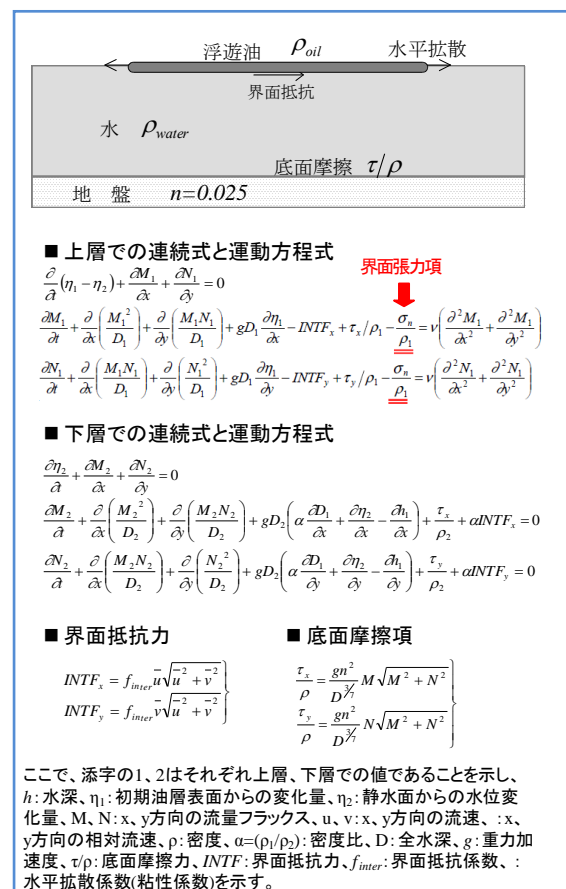 浮遊油 ρoil 水平拡散
界面抵抗
水 ρwater
底面摩擦 τ/ρ
地 盤 n=0.025
■ 上層での連続式と運動方程式
界面張力項
∂/∂t(η₁−η₂)+∂M₁/∂x+∂N₁/∂y=0
∂M₁/∂t+∂/∂x(M₁²/D₁)+∂/∂y(M₁N₁/D₁)+gD₁∂η₁/∂x−INTFₓ+τₓ/ρ₁−σₙ/ρ₁=ν(∂²M₁/∂x²+∂²M₁/∂y²)
∂N₁/∂t+∂/∂x(M₁N₁/D₁)+∂/∂y(N₁²/D₁)+gD₁∂η₁/∂y−INTF_y+τ_y/ρ₁−σₙ/ρ₁=ν(∂²N₁/∂x²+∂²N₁/∂y²)
■ 下層での連続式と運動方程式
∂η₂/∂t+∂M₂/∂x+∂N₂/∂y=0
∂M₂/∂t+∂/∂x(M₂²/D₂)+∂/∂y(M₂N₂/D₂)+gD₂(α∂D₁/∂x+∂η₂/∂x−∂h₁/∂x)+τₓ/ρ₂+αINTFₓ=0
∂N₂/∂t+∂/∂x(M₂N₂/D₂)+∂/∂y(N₂²/D₂)+gD₂(α∂D₁/∂y+∂η₂/∂y−∂h₁/∂y)+τ_y/ρ₂+αINTF_y=0
■ 界面抵抗力 ■ 底面摩擦項
INTFₓ=f_inter ū√(ū²+v̄²)
INTF_y=f_inter v̄√(ū²+v̄²)
τₓ/ρ=gn²/D^(3/7) M√(M²+N²)
τ_y/ρ=gn²/D^(3/7) N√(M²+N²)
ここで、添字の1、2はそれぞれ上層、下層での値であることを示し、
h:水深、η₁:初期油層表面からの変化量、η₂:静水面からの水位変
化量、M、N:x、y方向の流量フラックス、u、v:x、y方向の流速、 :x、
y方向の相対流速、ρ:密度、α=(ρ₁/ρ₂):密度比、D:全水深、g:重力加
速度、τ/ρ:底面摩擦力、INTF:界面抵抗力、f_inter:界面抵抗係数、:
水平拡散係数(粘性係数)を示す。